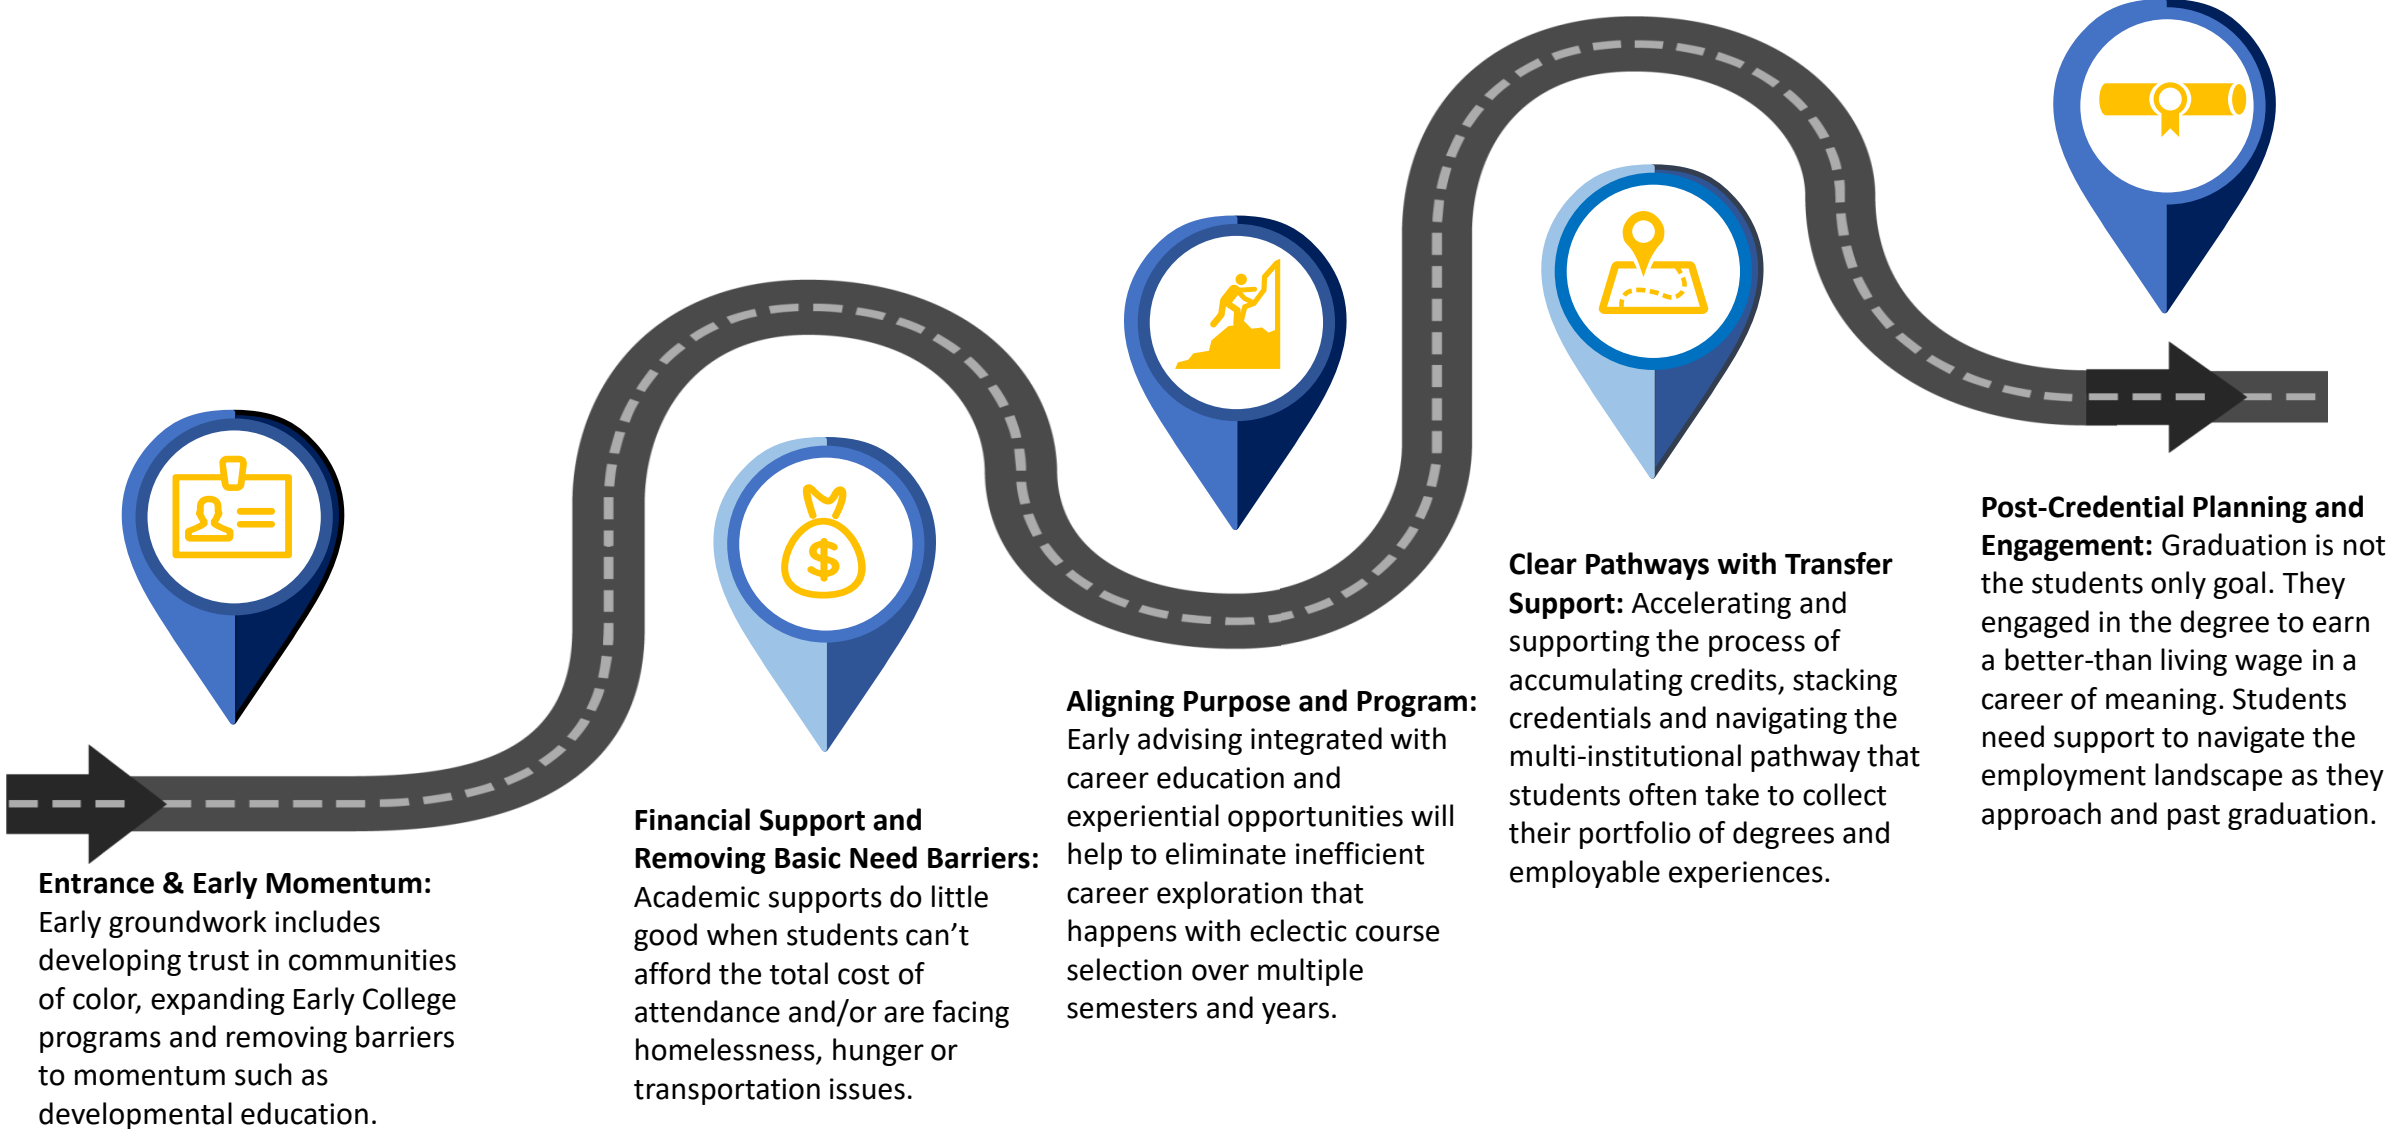 Entrance & Early Momentum:
Early groundwork includes
developing trust in communities
of color, expanding Early College
programs and removing barriers
to momentum such as
developmental education.
$
Financial Support and
Removing Basic Need Barriers:
Academic supports do little
good when students can’t
afford the total cost of
attendance and/or are facing
homelessness, hunger or
transportation issues.
Aligning Purpose and Program:
Early advising integrated with
career education and
experiential opportunities will
help to eliminate inefficient
career exploration that
happens with eclectic course
selection over multiple
semesters and years.
Clear Pathways with Transfer
Support: Accelerating and
supporting the process of
accumulating credits, stacking
credentials and navigating the
multi-institutional pathway that
students often take to collect
their portfolio of degrees and
employable experiences.
Post-Credential Planning and
Engagement: Graduation is not
the students only goal. They
engaged in the degree to earn
a better-than living wage in a
career of meaning. Students
need support to navigate the
employment landscape as they
approach and past graduation.